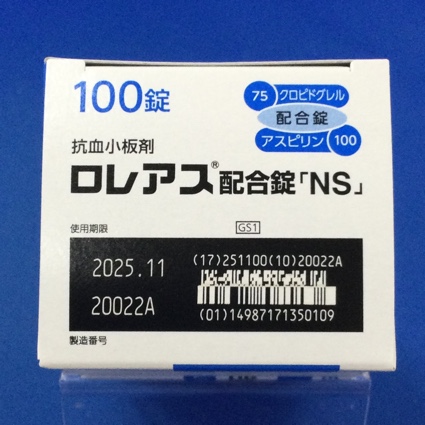 100錠
75 クロピドグレル
配合錠
アスピリン 100
抗血小板剤
ロレアス®配合錠「NS」
使用期限
GS1
2025.11
20022A
(17)251100(10)20022A
(01)14987171350109
製造番号